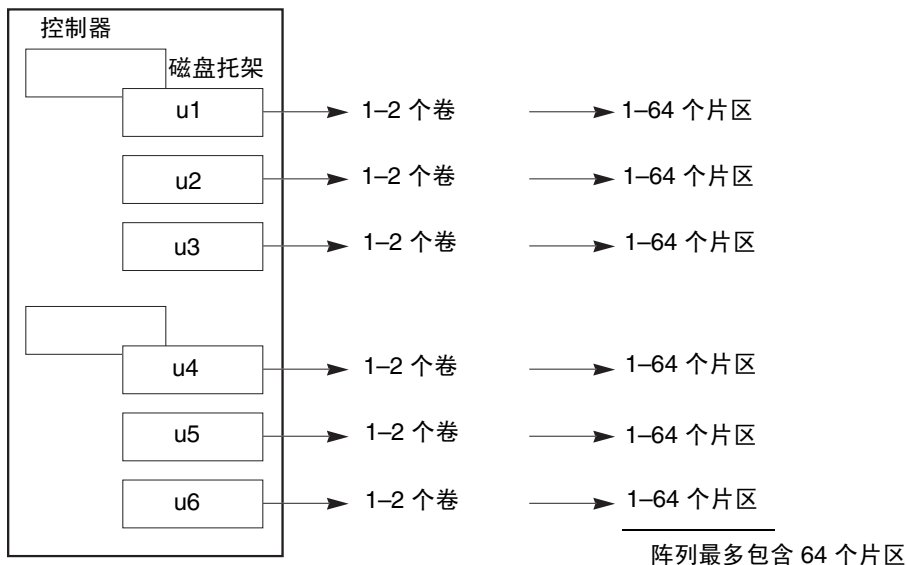 控制器
磁盘托架
u1 1–2 个卷 1–64 个片区
u2 1–2 个卷 1–64 个片区
u3 1–2 个卷 1–64 个片区
u4 1–2 个卷 1–64 个片区
u5 1–2 个卷 1–64 个片区
u6 1–2 个卷 1–64 个片区
阵列最多包含 64 个片区